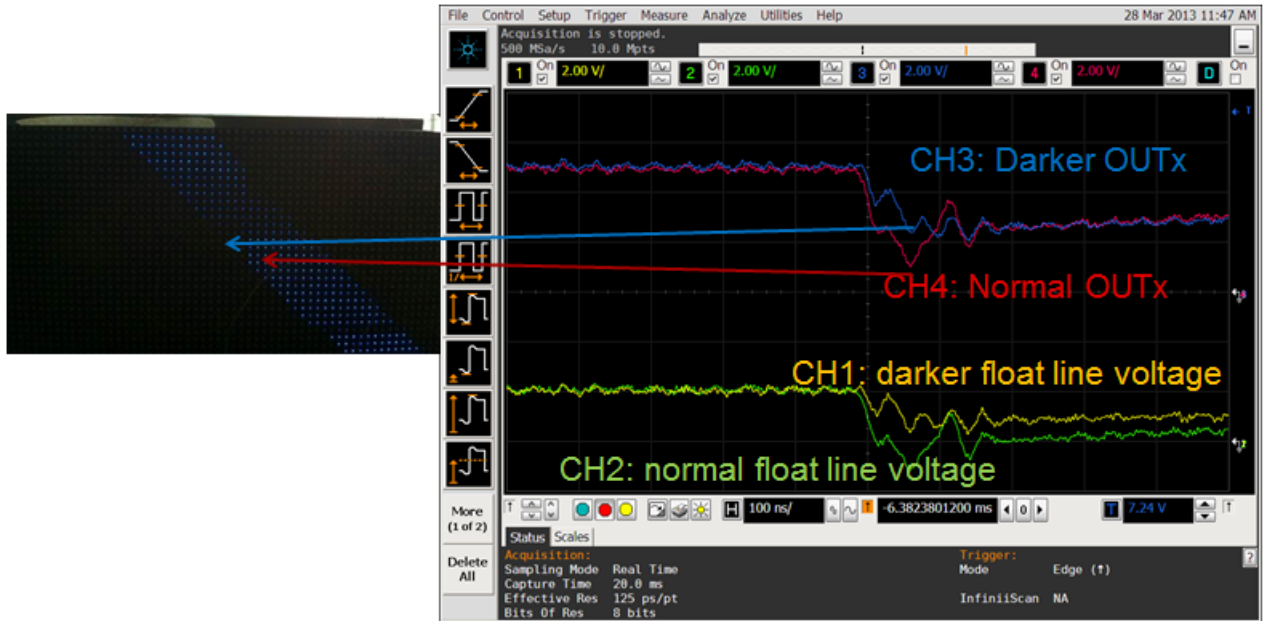 File Control Setup Trigger Measure Analyze Utilities Help 28 Mar 2013 11:47 AM
Acquisition is stopped.
500 MSa/s 10.0 Mpts
1 On 2.00 V/ 2 On 2.00 V/ 3 On 2.00 V/ 4 On 2.00 V/ D On
T
CH3: Darker OUTx
CH4: Normal OUTx
1/
CH1: darker float line voltage
CH2: normal float line voltage
More
(1 of 2)
H 100 ns/ -6.3823801200 ms 0 T 7.24 V
Status Scales
Delete
All
Acquisition: Trigger: ?
Sampling Mode Real Time Mode Edge (↑)
Capture Time 20.0 ms
Effective Res 125 ps/pt InfiniiScan NA
Bits Of Res 8 bits